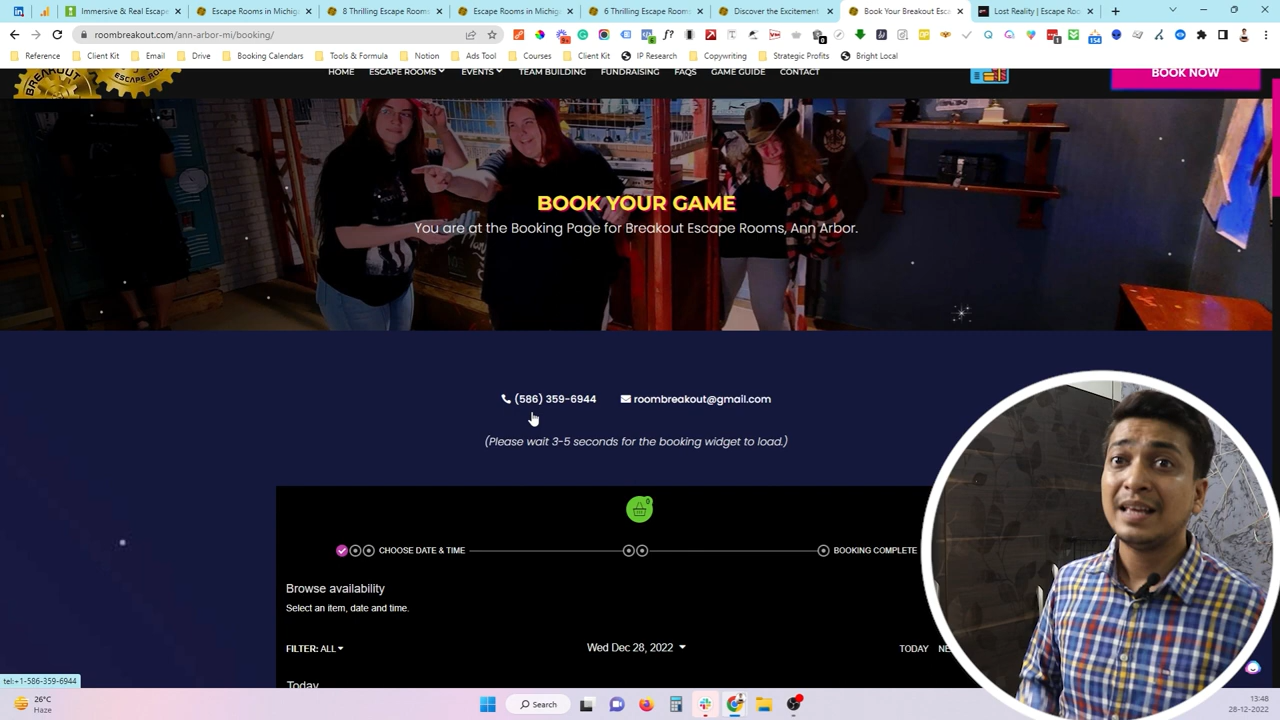 Immersive & Real Escape
Escape Rooms in Michig
8 Thrilling Escape Room
Escape Rooms in Michig
6 Thrilling Escape Room
Discover the Excitement
Book Your Breakout Esc
Lost Reality | Escape Roo
roombreakout.com/ann-arbor-mi/booking/
Reference Client Kit Email Drive Booking Calendars Tools & Formula Notion Ads Tool Courses Client Kit IP Research Copywriting Strategic Profits Bright Local
BREAKOUT
ESCAPE ROOMS
HOME ESCAPE ROOMS EVENTS TEAM BUILDING FUNDRAISING FAQS GAME GUIDE CONTACT
BOOK NOW
BOOK YOUR GAME
You are at the Booking Page for Breakout Escape Rooms, Ann Arbor.
(586) 359-6944 roombreakout@gmail.com
(Please wait 3-5 seconds for the booking widget to load.)
0
CHOOSE DATE & TIME BOOKING COMPLETE
Browse availability
Select an item, date and time.
FILTER: ALL Wed Dec 28, 2022 TODAY NE
Today
tel:+1-586-359-6944
26°C
Haze
Search
13:48
28-12-2022